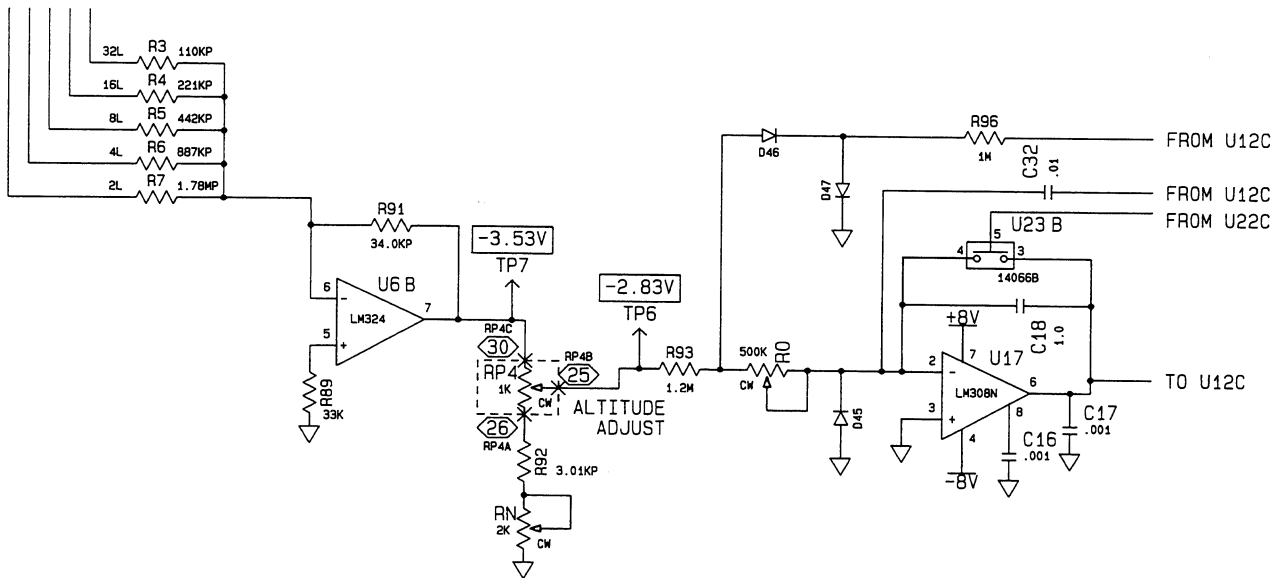 32L R3 110KP
16L R4 221KP
8L R5 442KP
4L R6 887KP
2L R7 1.78MP
R91
34.0KP
-3.53V
TP7
6
-
U6 B
7
LM324
5
+
R89
33K
RP4C
30
RP4
1K
CW
RP4B
25
26
RP4A
ALTITUDE
ADJUST
R92
3.01KP
RN
2K
CW
-2.83V
TP6
R93
1.2M
500K
R0
CW
D46
D47
D45
R96
1M
FROM U12C
C32
.01
FROM U12C
FROM U22C
U23 B
5
4
3
14066B
C18
1.0
+8V
7
U17
2
-
LM308N
6
3
+
8
4
-8V
C16
.001
C17
.001
TO U12C